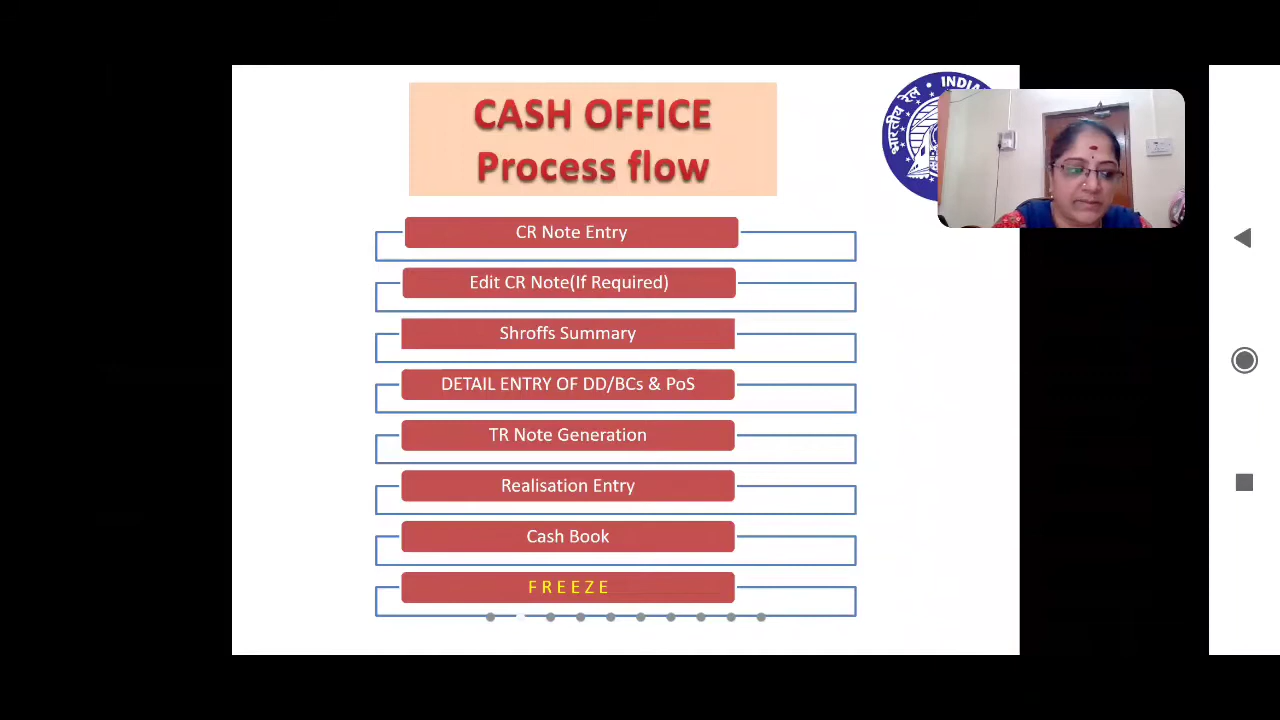 CASH OFFICE
Process flow
भारतीय रेल • INDIA
CR Note Entry
Edit CR Note(If Required)
Shroffs Summary
DETAIL ENTRY OF DD/BCs & PoS
TR Note Generation
Realisation Entry
Cash Book
F R E E Z E